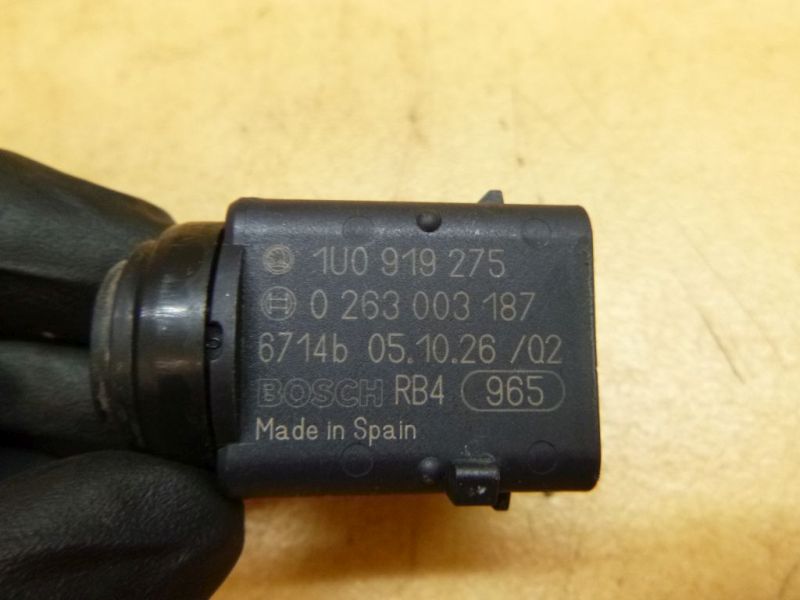 1U0 919 275
0 263 003 187
6714b 05.10.26 /02
BOSCH RB4 965
Made in Spain